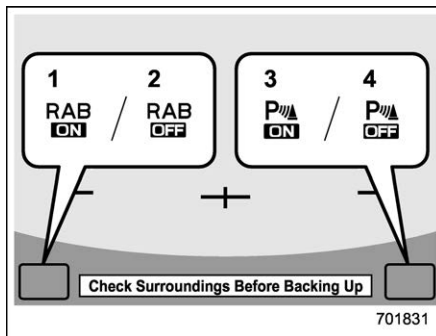 1 2 3 4
RAB / RAB P / P
ON OFF ON OFF
Check Surroundings Before Backing Up
701831